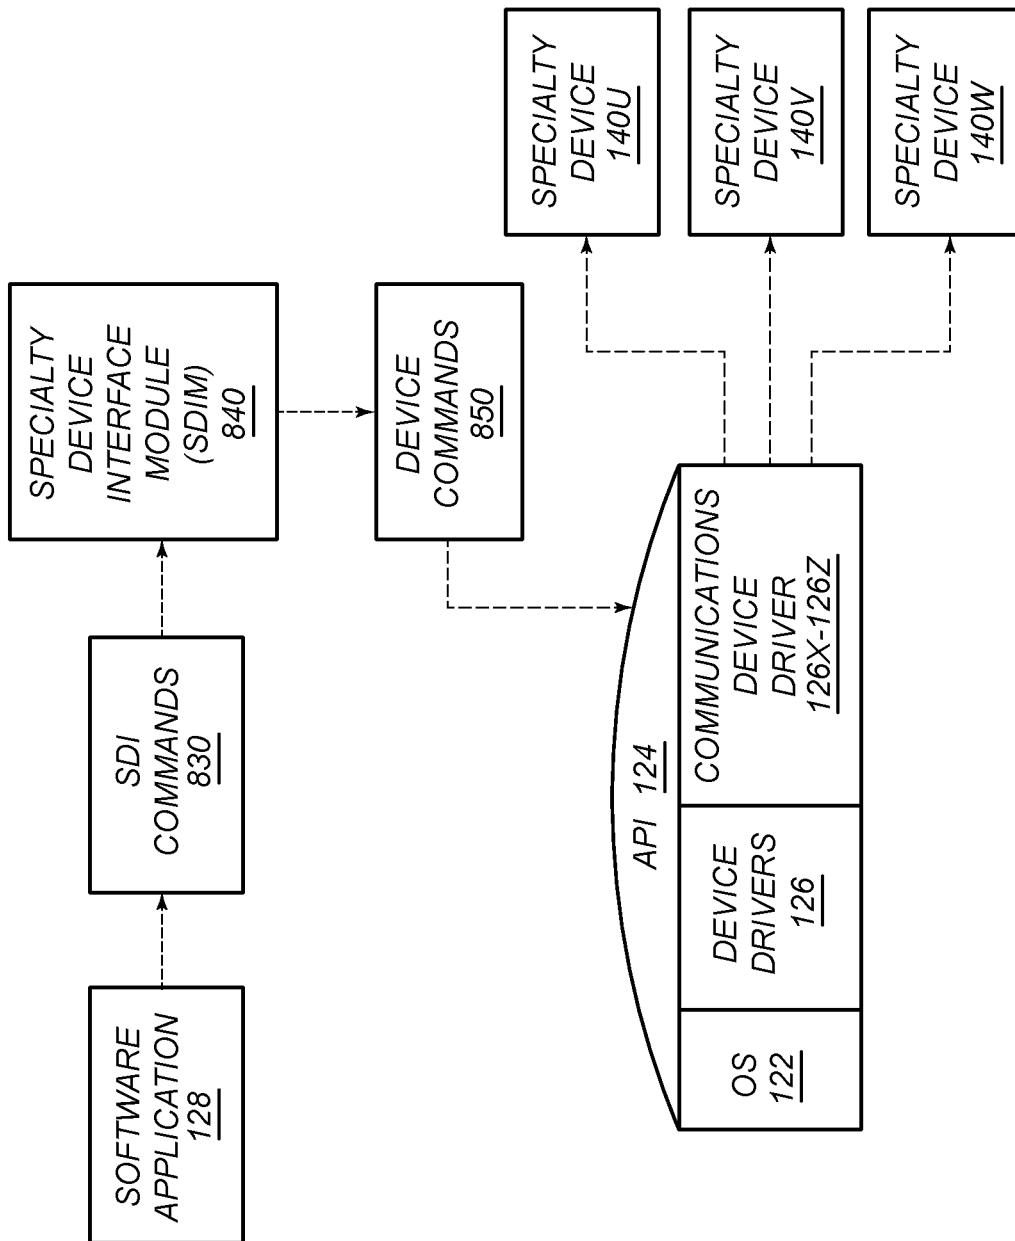 SOFTWARE
APPLICATION
128
SDI
COMMANDS
830
SPECIALTY
DEVICE
INTERFACE
MODULE
(SDIM)
840
DEVICE
COMMANDS
850
API 124
OS
122
DEVICE
DRIVERS
126
COMMUNICATIONS
DEVICE
DRIVER
126X-126Z
SPECIALTY
DEVICE
140U
SPECIALTY
DEVICE
140V
SPECIALTY
DEVICE
140W